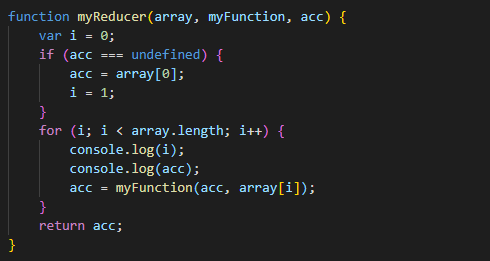 function myReducer(array, myFunction, acc) {
    var i = 0;
    if (acc === undefined) {
        acc = array[0];
        i = 1;
    }
    for (i; i < array.length; i++) {
        console.log(i);
        console.log(acc);
        acc = myFunction(acc, array[i]);
    }
    return acc;
}